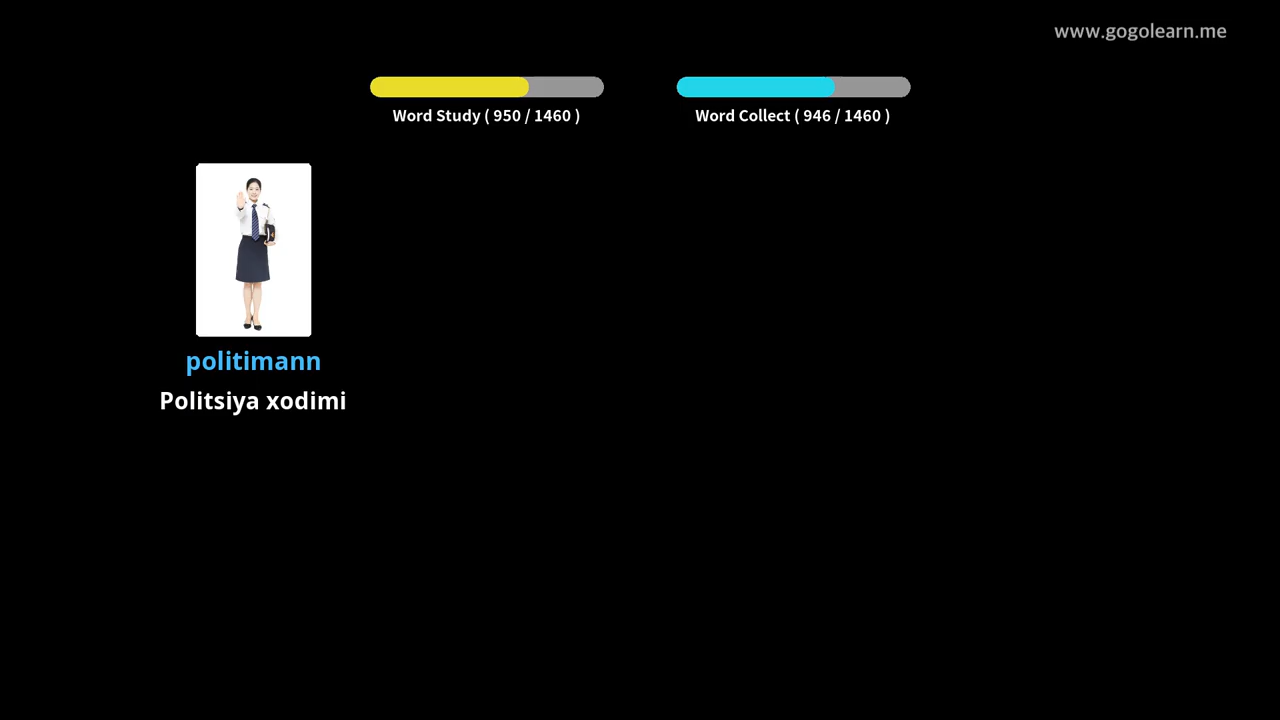 www.gogolearn.me
Word Study ( 950 / 1460 )
Word Collect ( 946 / 1460 )
politimann
Politsiya xodimi